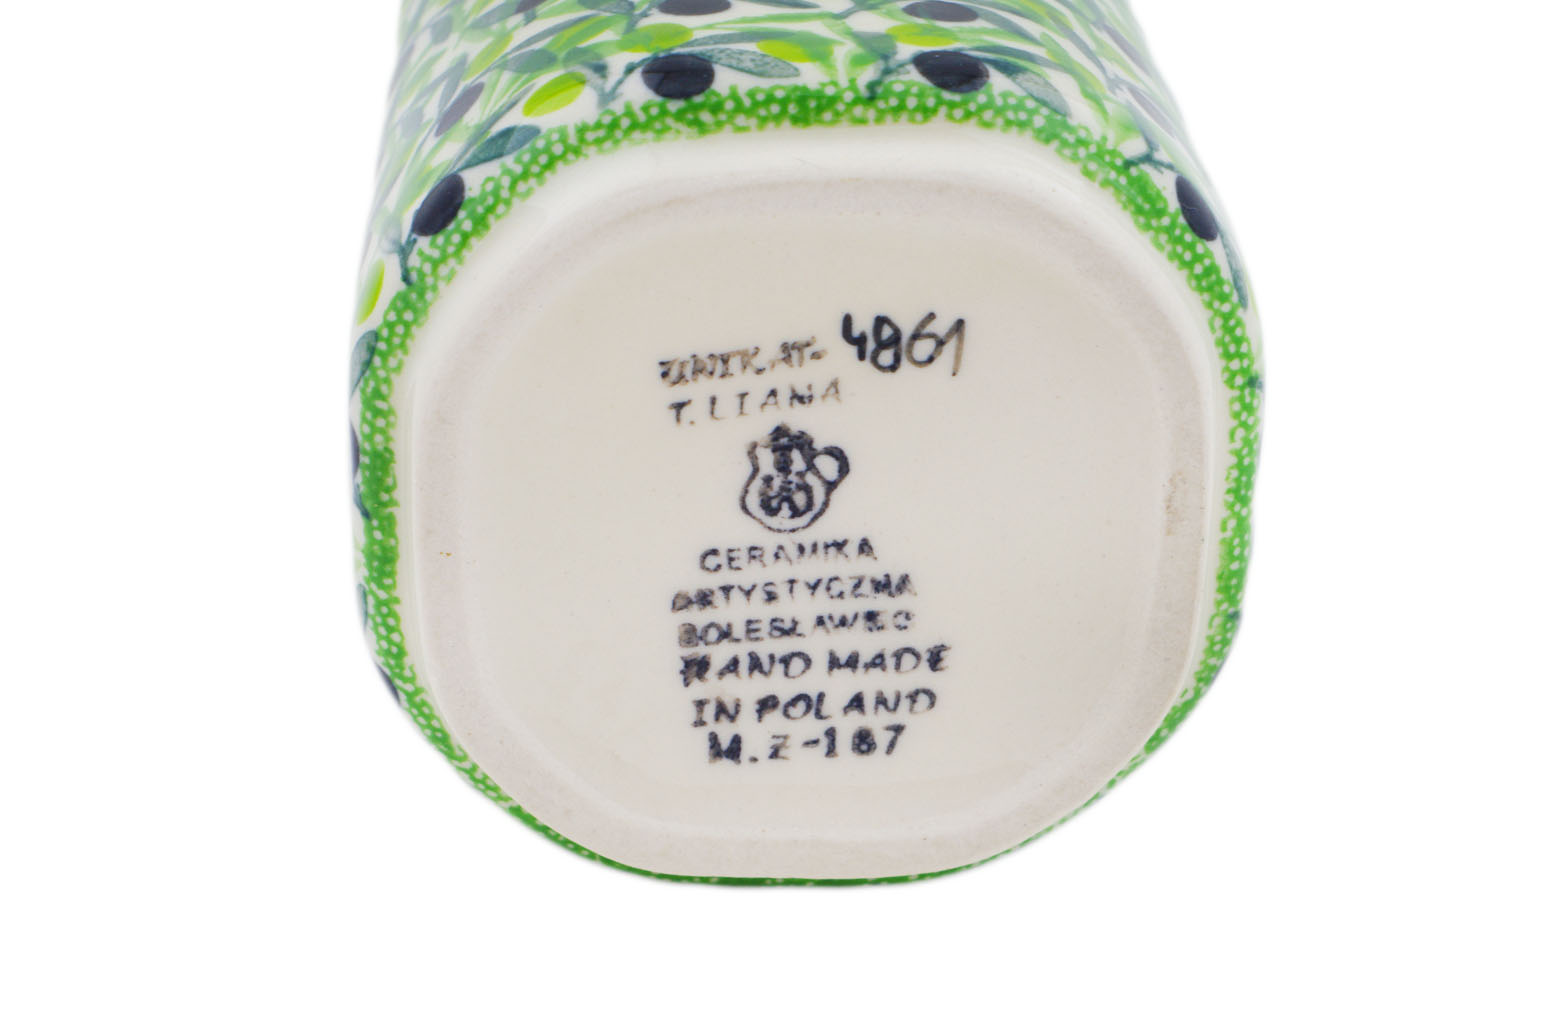 UNIKAT- 4861
T. LIANA
CERAMIKA
ARTYSTYCZNA
BOLESŁAWIEC
HAND MADE
IN POLAND
M.Z-187